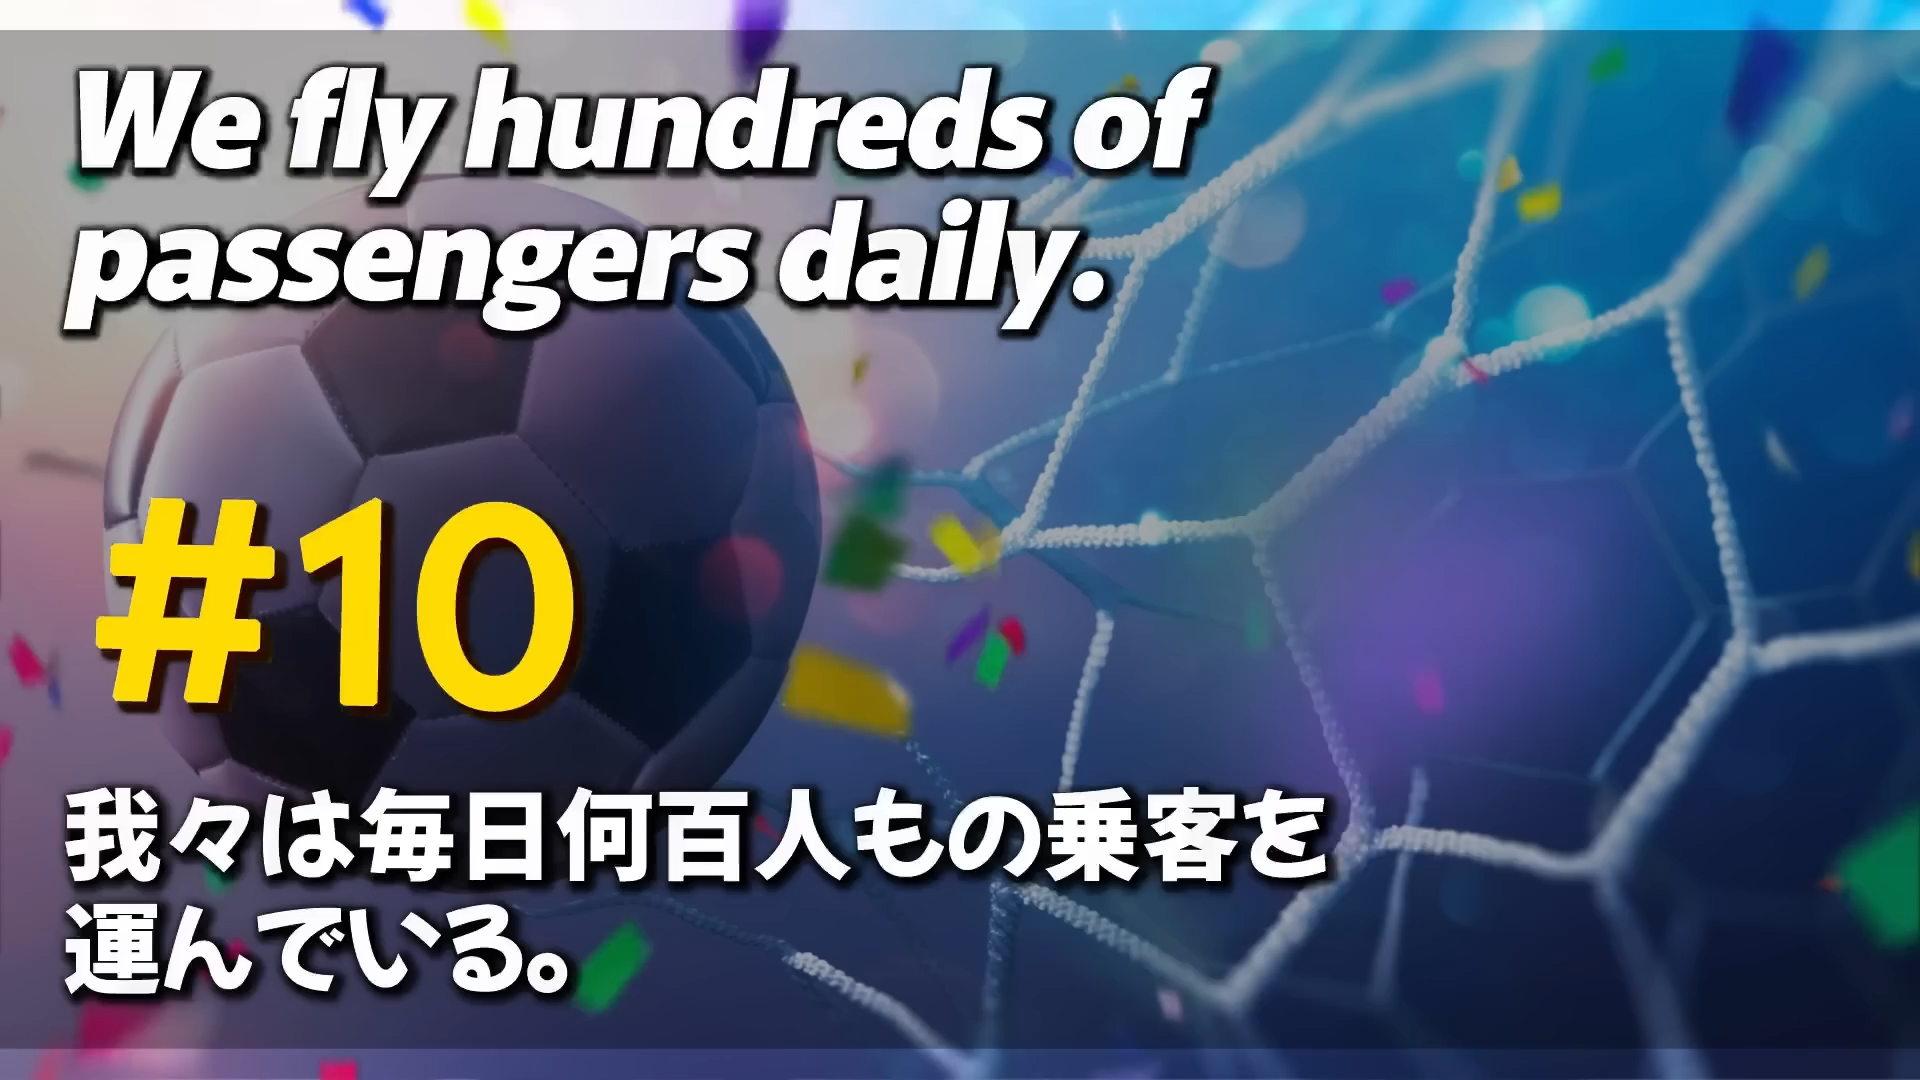 We fly hundreds of
passengers daily.
#10
我々は毎日何百人もの乗客を
運んでいる。